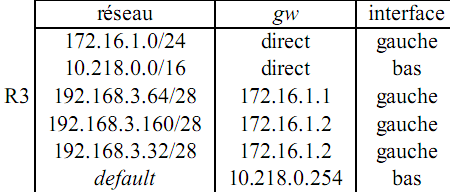 réseau gw interface
172.16.1.0/24 direct gauche
10.218.0.0/16 direct bas
R3 192.168.3.64/28 172.16.1.1 gauche
192.168.3.160/28 172.16.1.2 gauche
192.168.3.32/28 172.16.1.2 gauche
default 10.218.0.254 bas